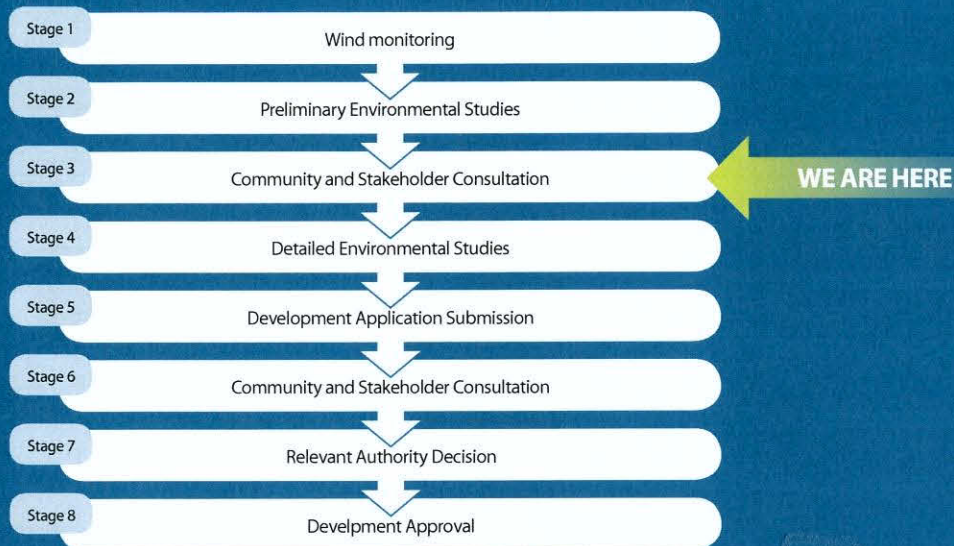 Stage 1
Wind monitoring
Stage 2
Preliminary Environmental Studies
Stage 3
Community and Stakeholder Consultation
WE ARE HERE
Stage 4
Detailed Environmental Studies
Stage 5
Development Application Submission
Stage 6
Community and Stakeholder Consultation
Stage 7
Relevant Authority Decision
Stage 8
Develpment Approval